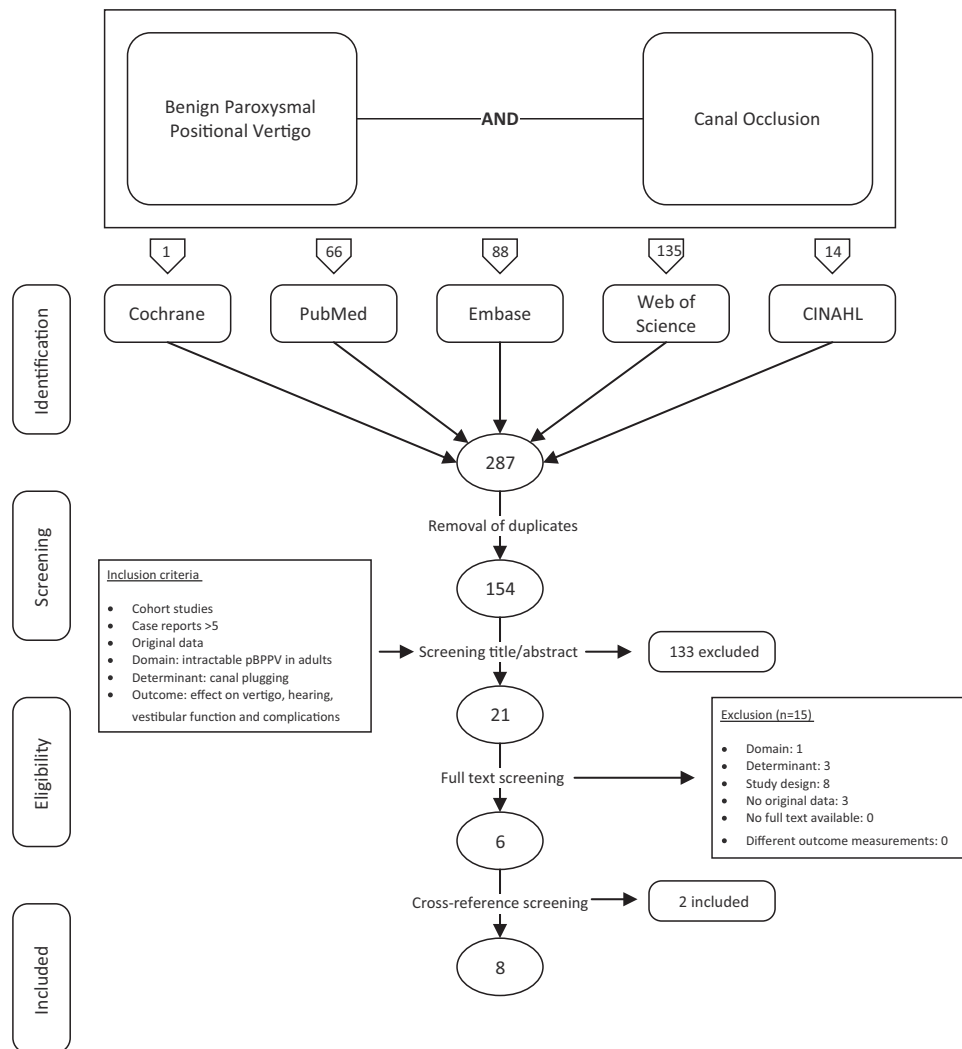 Benign Paroxysmal
Positional Vertigo
AND
Canal Occlusion
1
66
88
135
14
Identification
Cochrane
PubMed
Embase
Web of
Science
CINAHL
287
Removal of duplicates
Screening
154
Inclusion criteria
• Cohort studies
• Case reports >5
• Original data
• Domain: intractable pBPPV in adults
• Determinant: canal plugging
• Outcome: effect on vertigo, hearing,
vestibular function and complications
Screening title/abstract
133 excluded
Eligibility
21
Exclusion (n=15)
• Domain: 1
• Determinant: 3
• Study design: 8
• No original data: 3
• No full text available: 0
• Different outcome measurements: 0
Full text screening
6
Cross-reference screening
2 included
Included
8